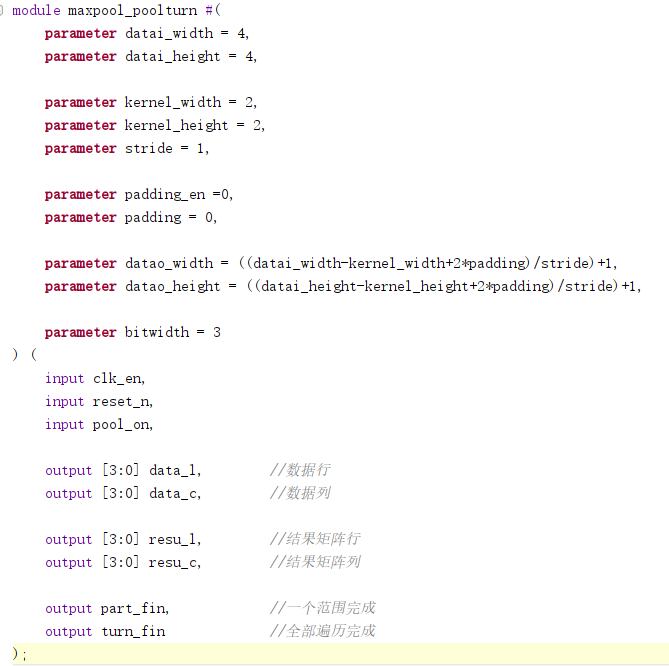 module maxpool_poolturn #(
parameter datai_width = 4,
parameter datai_height = 4,
parameter kernel_width = 2,
parameter kernel_height = 2,
parameter stride = 1,
parameter padding_en =0,
parameter padding = 0,
parameter datao_width = ((datai_width-kernel_width+2*padding)/stride)+1,
parameter datao_height = ((datai_height-kernel_height+2*padding)/stride)+1,
parameter bitwidth = 3
) (
input clk_en,
input reset_n,
input pool_on,
output [3:0] data_l, //数据行
output [3:0] data_c, //数据列
output [3:0] resu_l, //结果矩阵行
output [3:0] resu_c, //结果矩阵列
output part_fin, //一个范围完成
output turn_fin //全部遍历完成
);